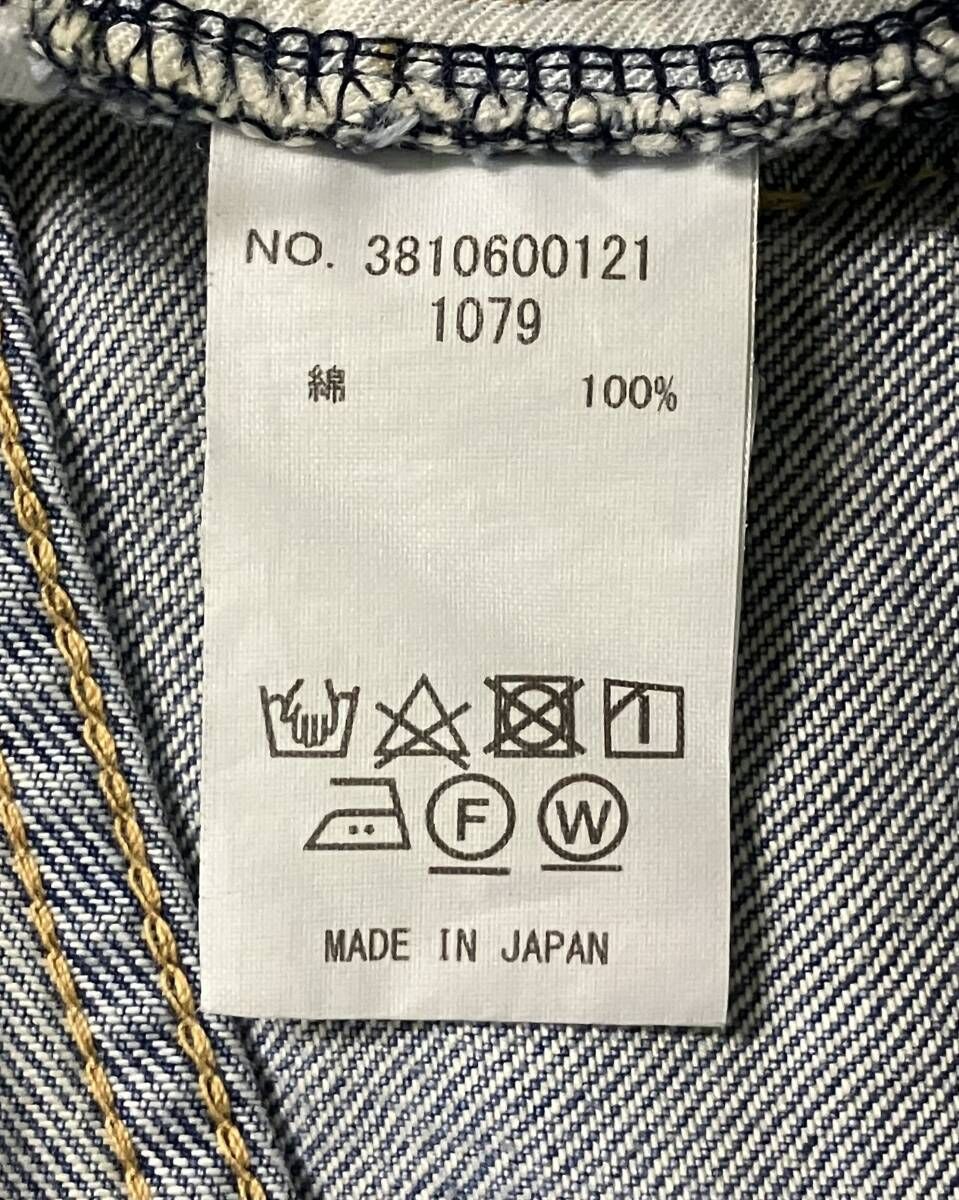 NO. 3810600121
1079
綿 100%
F W
MADE IN JAPAN